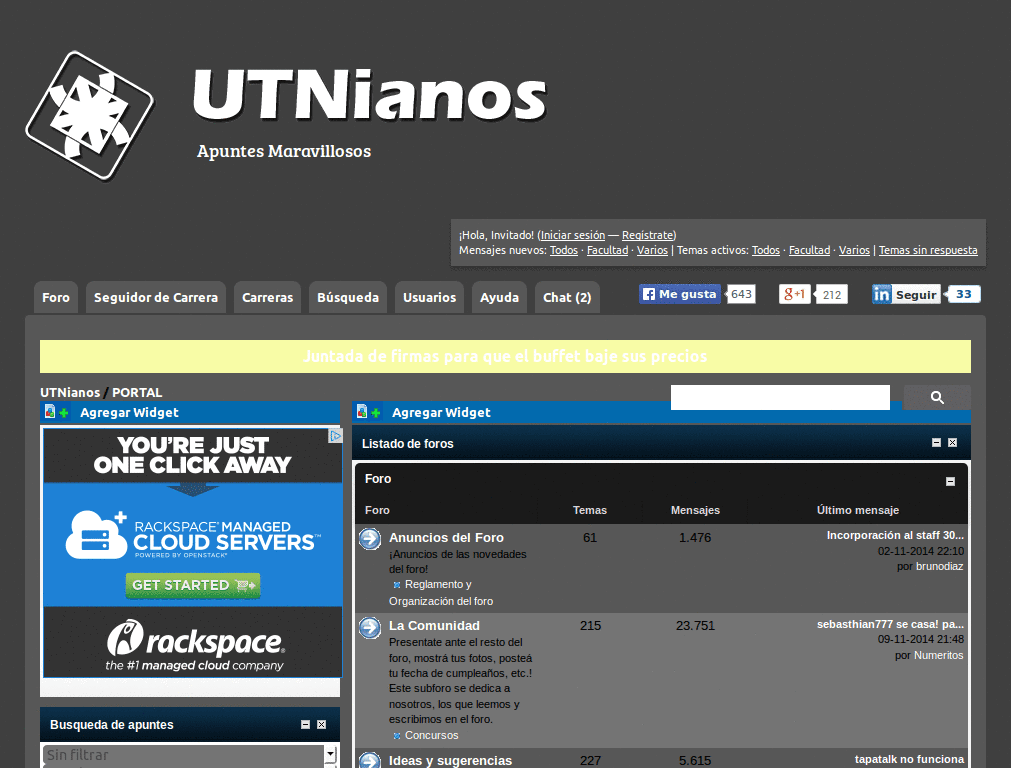 UTNianos
Apuntes Maravillosos
¡Hola, Invitado! (Iniciar sesión — Regístrate)
Mensajes nuevos: Todos · Facultad · Varios | Temas activos: Todos · Facultad · Varios | Temas sin respuesta
Foro Seguidor de Carrera Carreras Búsqueda Usuarios Ayuda Chat (2) Me gusta 643 g+1 212 in Seguir 33
Juntada de firmas para que el buffet baje sus precios
UTNianos / PORTAL
Agregar Widget
YOU'RE JUST
ONE CLICK AWAY
RACKSPACE® MANAGED
CLOUD SERVERS™
POWERED BY OPENSTACK®
GET STARTED
rackspace®
the #1 managed cloud company
Busqueda de apuntes
Sin filtrar
Agregar Widget
Listado de foros
Foro
Foro Temas Mensajes Último mensaje
Anuncios del Foro 61 1.476 Incorporación al staff 30...
¡Anuncios de las novedades 02-11-2014 22:10
del foro! por brunodiaz
Reglamento y
Organización del foro
La Comunidad 215 23.751 sebasthian777 se casa! pa...
Presentate ante el resto del 09-11-2014 21:48
foro, mostrá tus fotos, posteá por Numeritos
tu fecha de cumpleaños, etc.!
Este subforo se dedica a
nosotros, los que leemos y
escribimos en el foro.
Concursos
Ideas y sugerencias 227 5.615 tapatalk no funciona